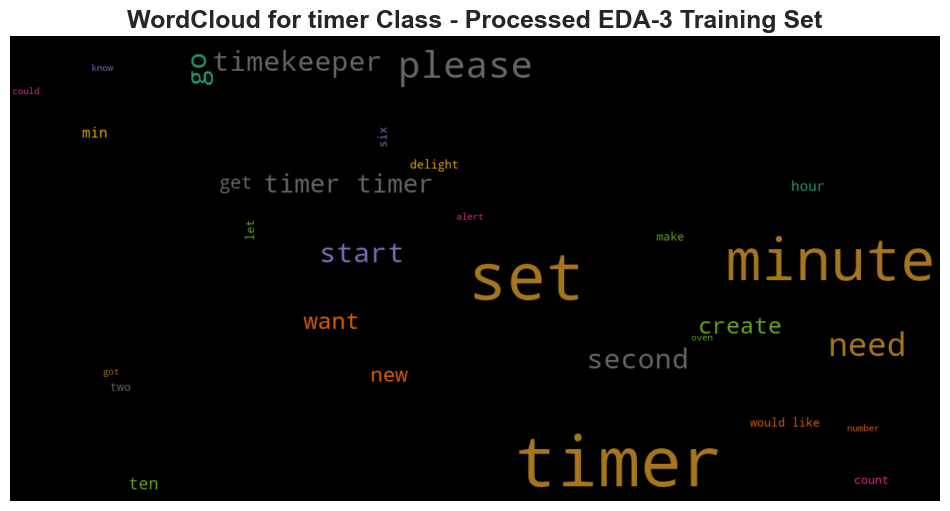 WordCloud for timer Class - Processed EDA-3 Training Set
go
timekeeper
please
know
could
min
six
delight
get
timer timer
hour
let
alert
start
make
set
minute
want
create
oven
need
second
new
got
two
would like
number
timer
count
ten